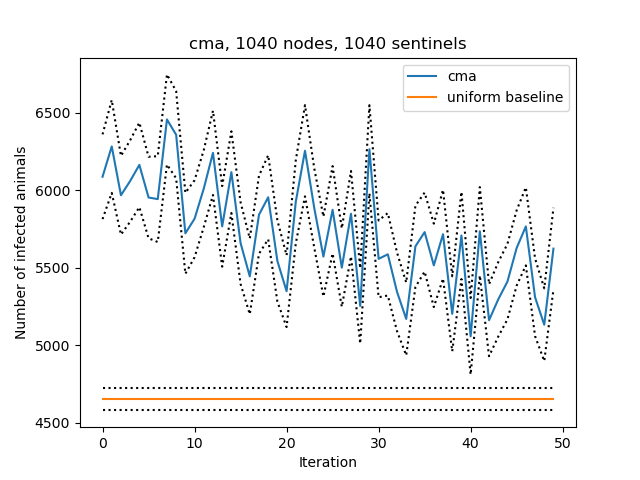 cma, 1040 nodes, 1040 sentinels
cma
uniform baseline
Number of infected animals
6500
6000
5500
5000
4500
0 10 20 30 40 50
Iteration